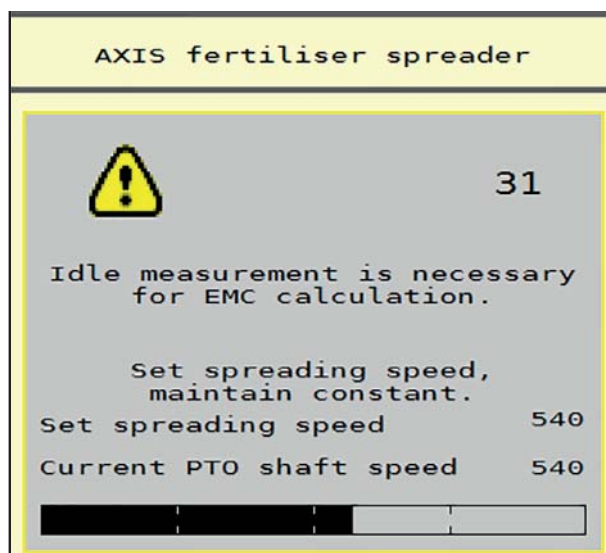 AXIS fertiliser spreader
31
Idle measurement is necessary
for EMC calculation.
Set spreading speed,
maintain constant.
Set spreading speed 540
Current PTO shaft speed 540